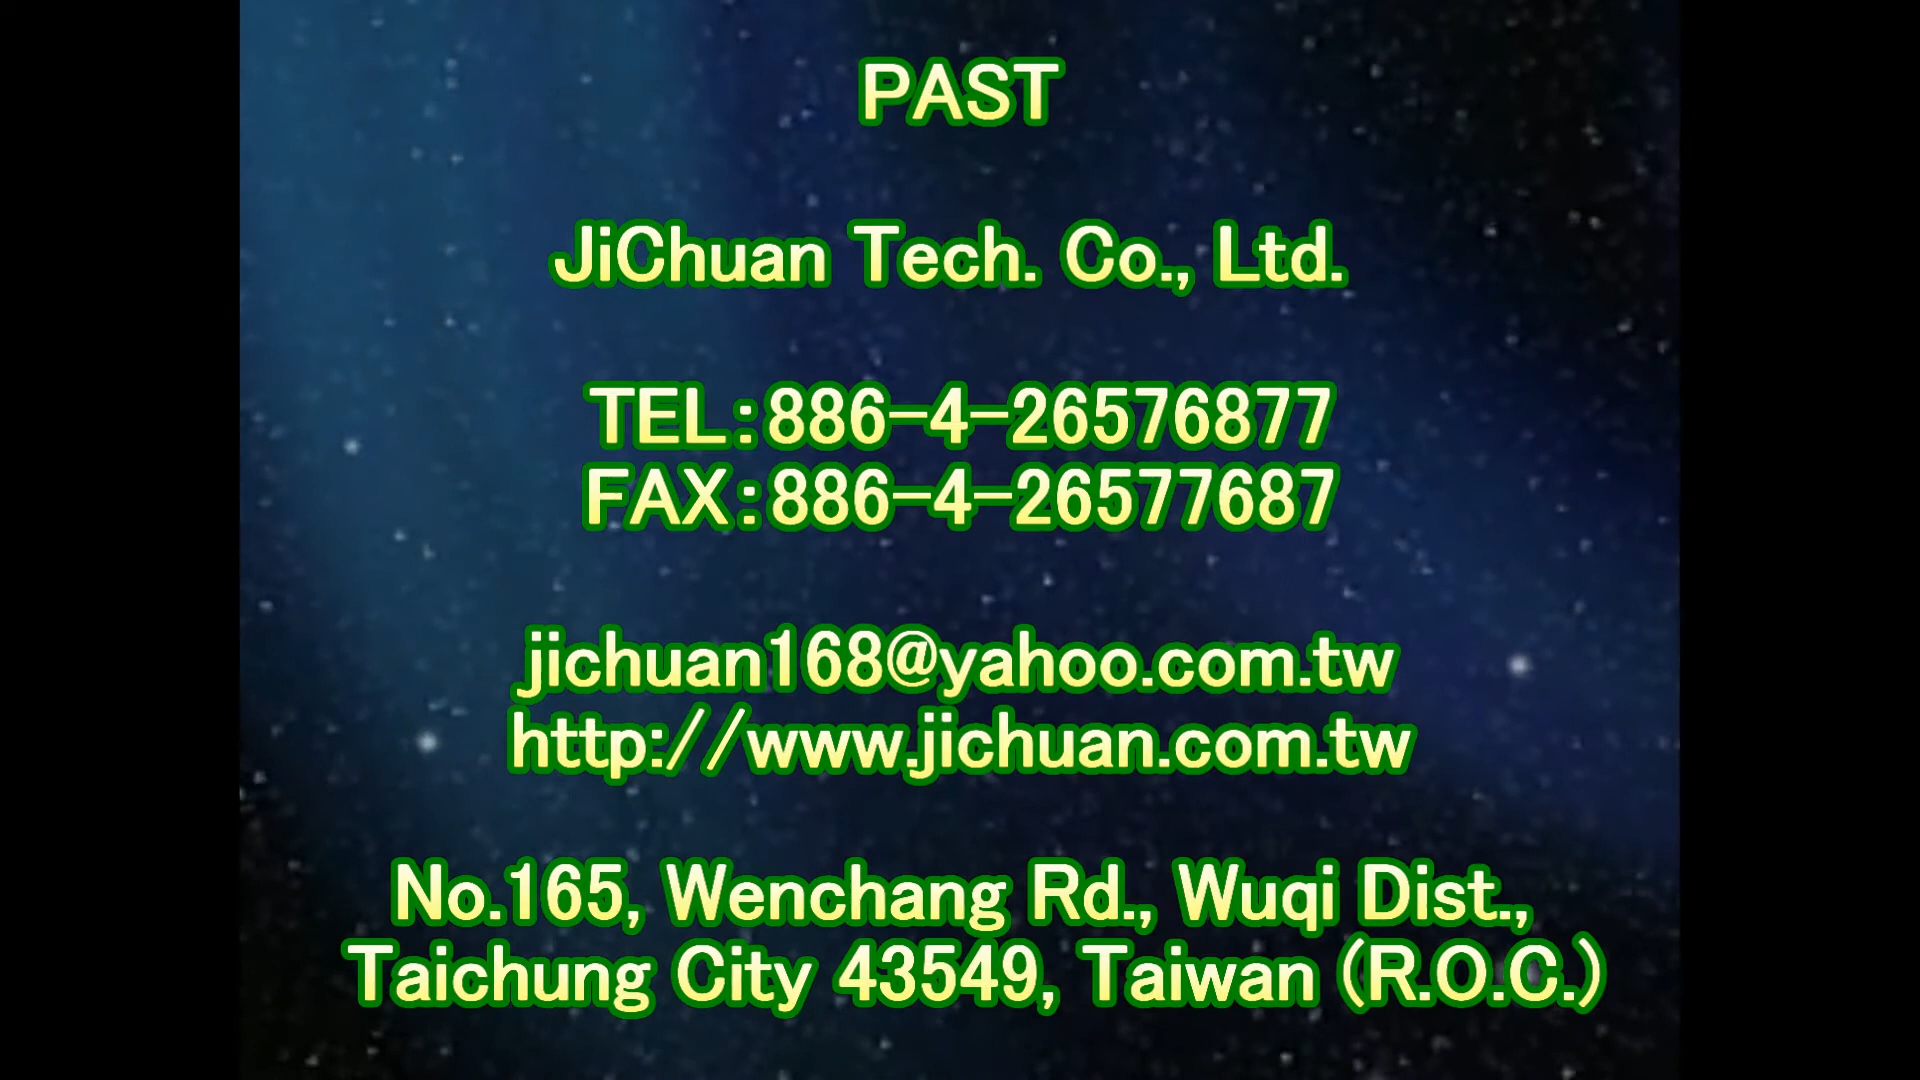 PAST
JiChuan Tech. Co., Ltd.
TEL:886-4-26576877
FAX:886-4-26577687
jichuan168@yahoo.com.tw
http://www.jichuan.com.tw
No.165, Wenchang Rd., Wuqi Dist.,
Taichung City 43549, Taiwan (R.O.C.)